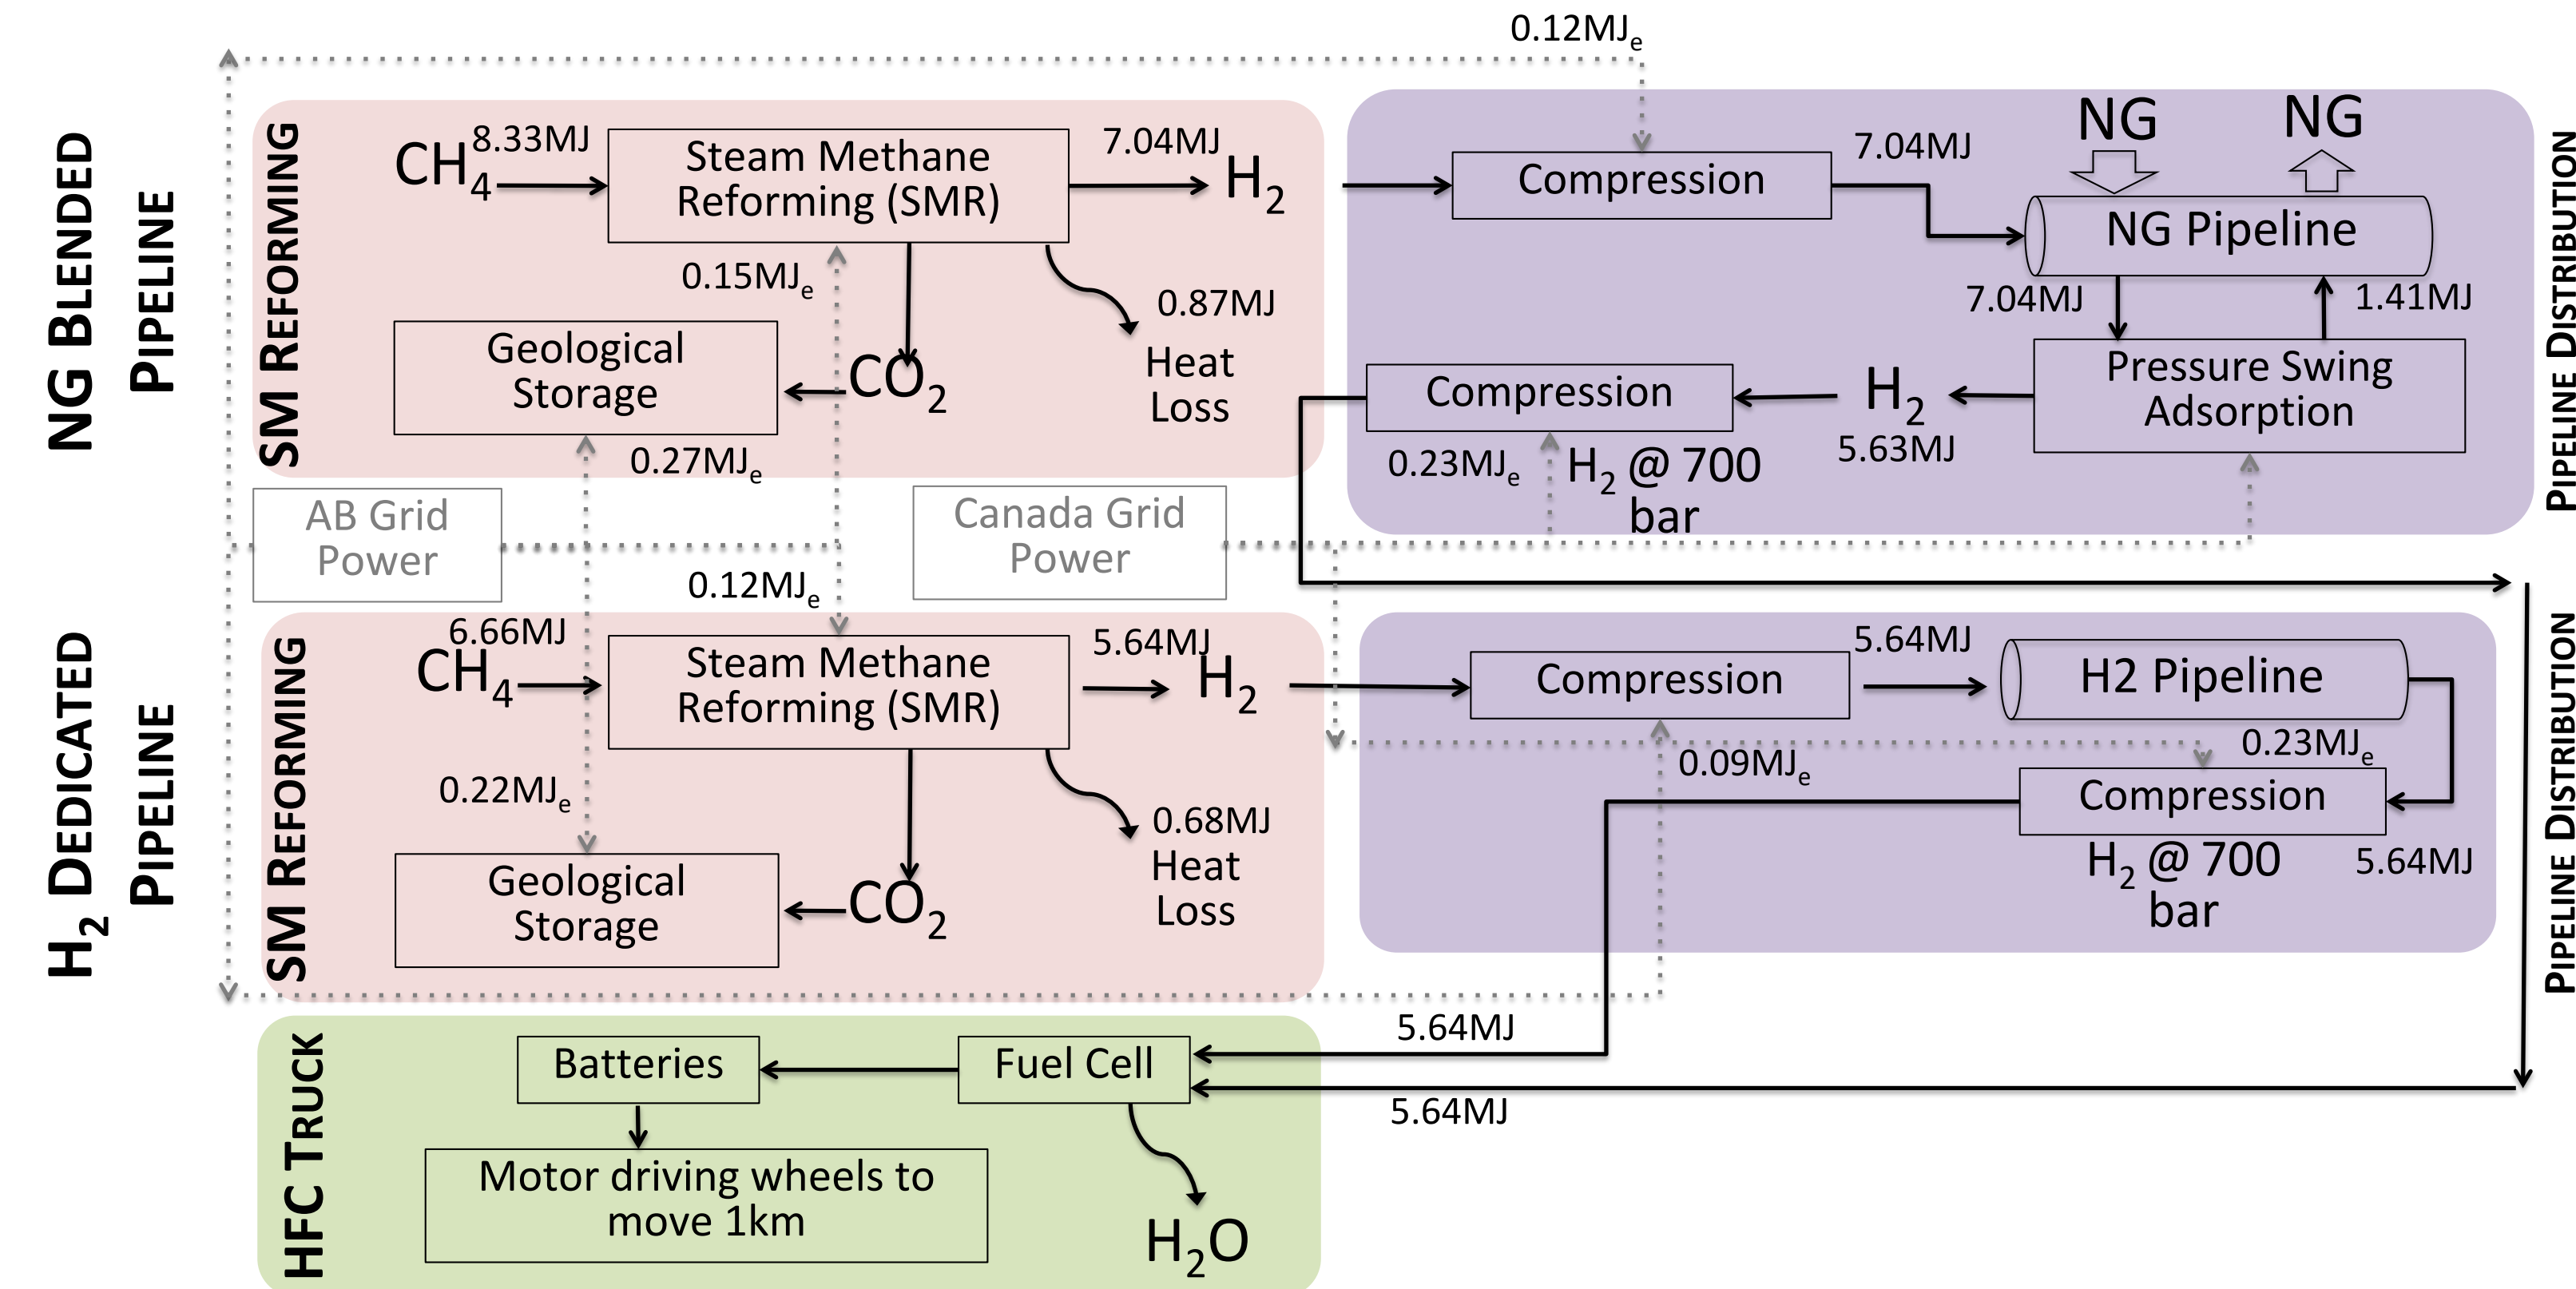 NG BLENDED
PIPELINE
SM REFORMING
CH4
8.33MJ
Steam Methane
Reforming (SMR)
7.04MJ
H2
0.15MJe
0.87MJ
Heat
Loss
CO2
Geological
Storage
0.27MJe
0.12MJe
Compression
7.04MJ
NG
NG
NG Pipeline
7.04MJ
1.41MJ
Pressure Swing
Adsorption
H2
5.63MJ
Compression
0.23MJe
H2 @ 700
bar
PIPELINE DISTRIBUTION
AB Grid
Power
Canada Grid
Power
H2 DEDICATED
PIPELINE
SM REFORMING
0.12MJe
6.66MJ
CH4
Steam Methane
Reforming (SMR)
5.64MJ
H2
0.22MJe
0.68MJ
Heat
Loss
CO2
Geological
Storage
Compression
5.64MJ
H2 Pipeline
0.09MJe
0.23MJe
Compression
H2 @ 700
bar
5.64MJ
PIPELINE DISTRIBUTION
HFC TRUCK
Batteries
Fuel Cell
5.64MJ
5.64MJ
Motor driving wheels to
move 1km
H2O